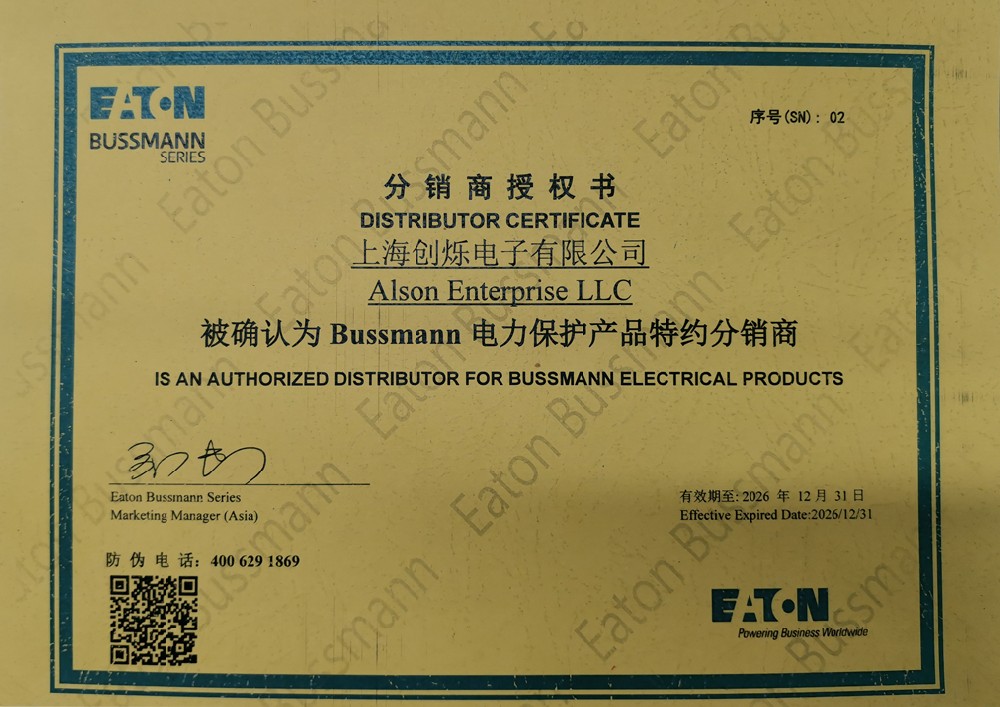 EATON
BUSSMANN
SERIES
序号(SN): 02
分销商授权书
DISTRIBUTOR CERTIFICATE
上海创烁电子有限公司
Alson Enterprise LLC
被确认为 Bussmann 电力保护产品特约分销商
IS AN AUTHORIZED DISTRIBUTOR FOR BUSSMANN ELECTRICAL PRODUCTS
Eaton Bussmann Series
Marketing Manager (Asia)
有效期至: 2026 年 12 月 31 日
Effective Expired Date:2026/12/31
防伪电话: 400 629 1869
EATON
Powering Business Worldwide
Eaton Bussmann